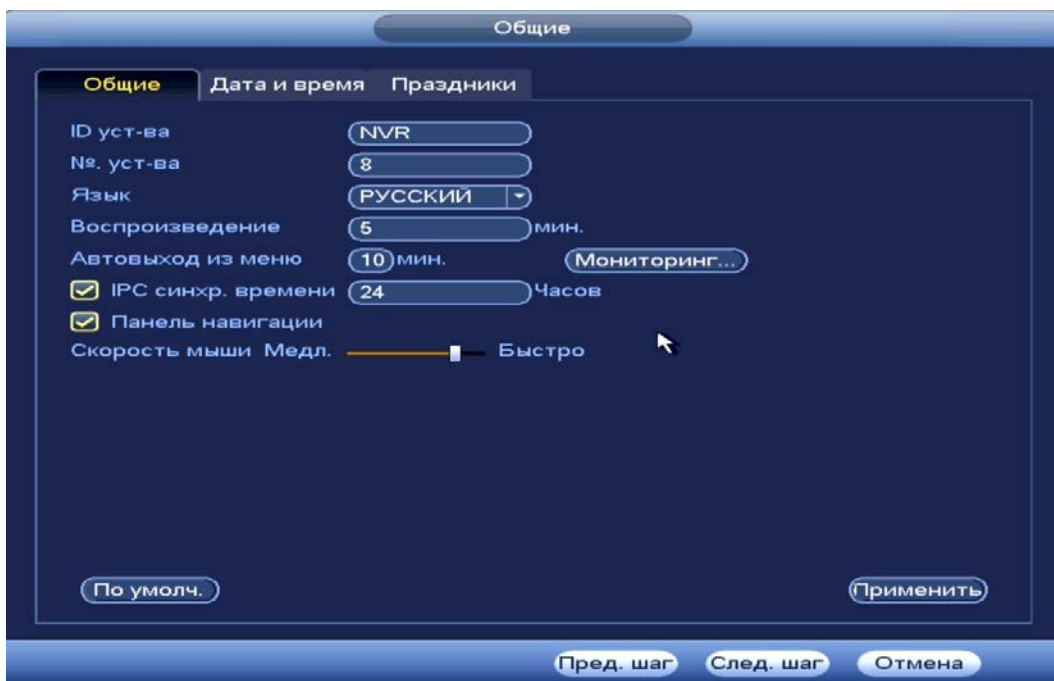 Общие
Общие Дата и время Праздники
ID уст-ва NVR
№. уст-ва 8
Язык РУССКИЙ
Воспроизведение 5 мин.
Автовыход из меню 10 мин. Мониторинг...
IPC синхр. времени 24 Часов
Панель навигации
Скорость мыши Медл. Быстро
По умолч. Применить
Пред. шаг След. шаг Отмена